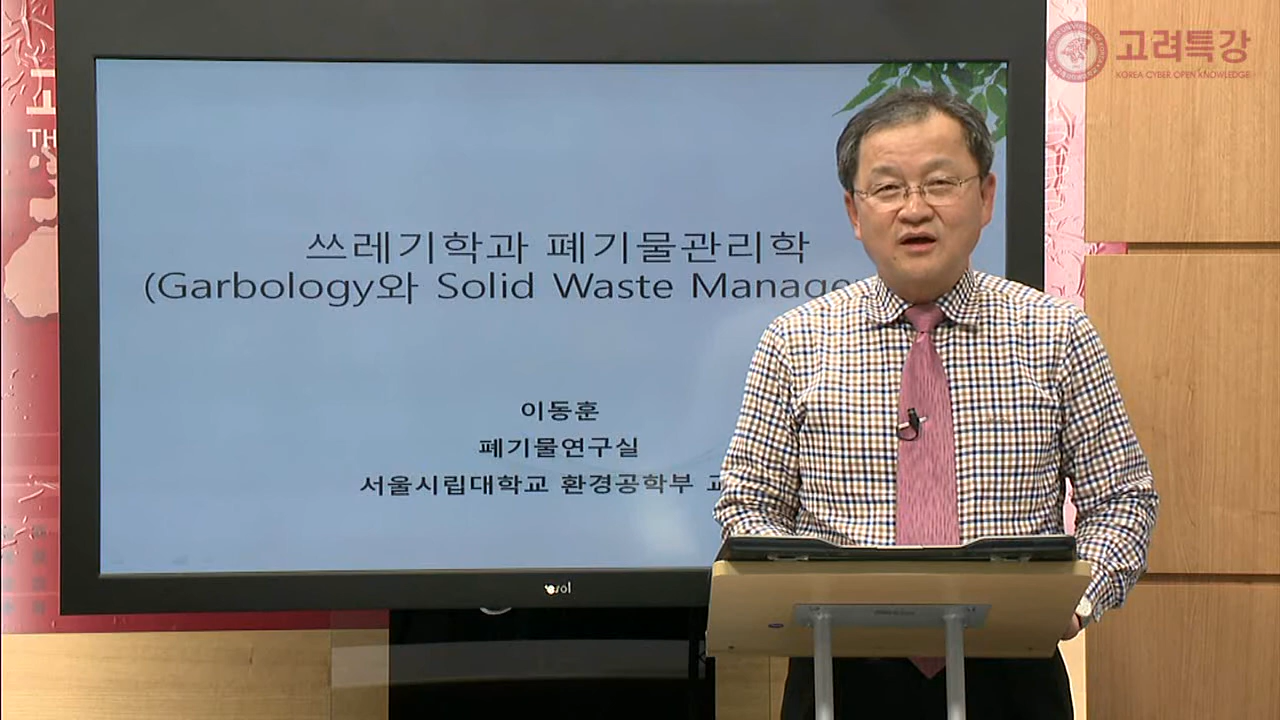 고려특강
KOREA CYBER OPEN KNOWLEDGE
쓰레기학과 폐기물관리학
(Garbology와 Solid Waste Manage
이동훈
폐기물연구실
서울시립대학교 환경공학부